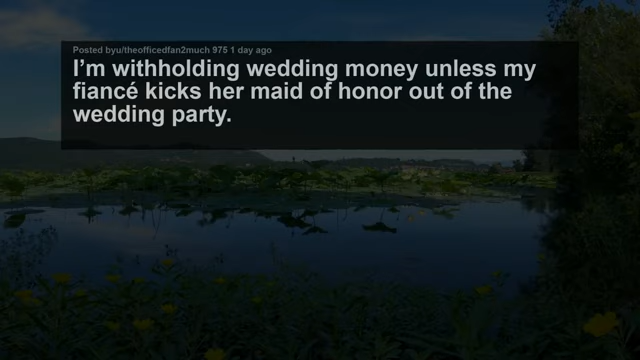 Posted byu/theofficedfan2much 975 1 day ago
I’m withholding wedding money unless my
fiancé kicks her maid of honor out of the
wedding party.